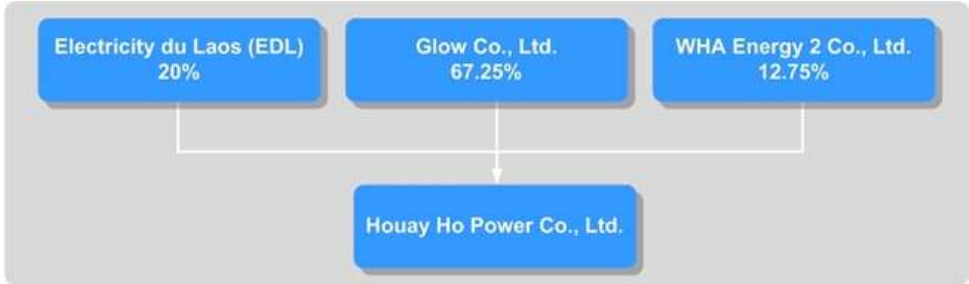 Electricity du Laos (EDL)
20%
Glow Co., Ltd.
67.25%
WHA Energy 2 Co., Ltd.
12.75%
Houay Ho Power Co., Ltd.